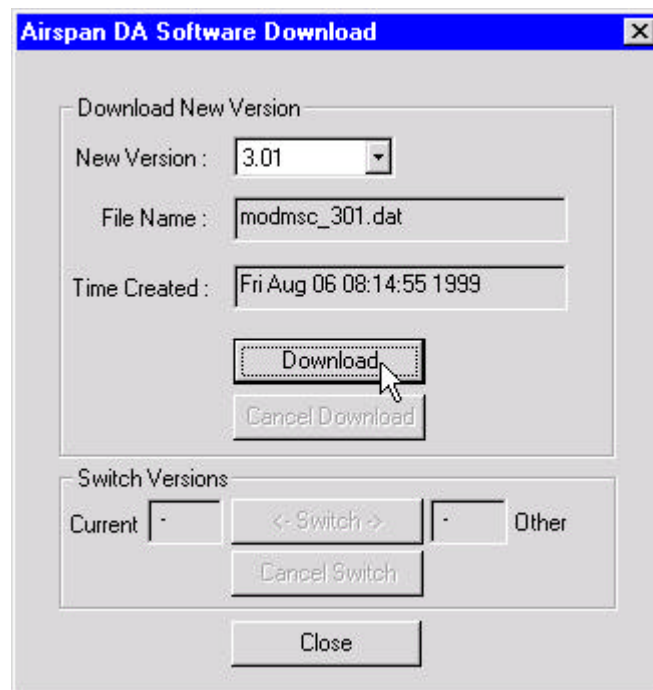 Airspan DA Software Download
Download New Version
New Version : 3.01
File Name : modmsc_301.dat
Time Created : Fri Aug 06 08:14:55 1999
Download
Cancel Download
Switch Versions
Current - <- Switch -> - Other
Cancel Switch
Close